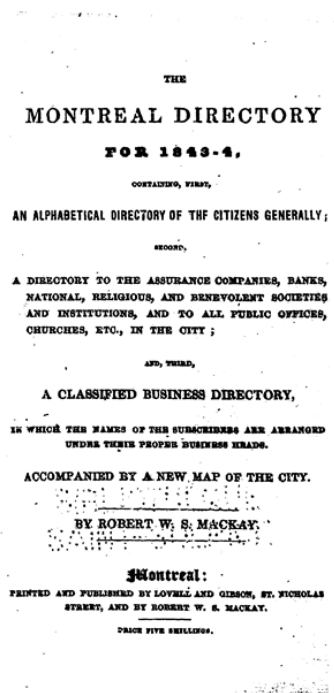 THE
MONTREAL DIRECTORY
FOR 1843-4,
CONTAINING, FIRST,
AN ALPHABETICAL DIRECTORY OF THE CITIZENS GENERALLY;
SECOND,
A DIRECTORY TO THE ASSURANCE COMPANIES, BANKS,
NATIONAL, RELIGIOUS, AND BENEVOLENT SOCIETIES
AND INSTITUTIONS, AND TO ALL PUBLIC OFFICES,
CHURCHES, ETC., IN THE CITY;
AND, THIRD,
A CLASSIFIED BUSINESS DIRECTORY,
IN WHICH THE NAMES OF THE SUBSCRIBERS ARE ARRANGED
UNDER THEIR PROPER BUSINESS HEADS.
ACCOMPANIED BY A NEW MAP OF THE CITY.
BY ROBERT W. S. MACKAY.
Montreal:
PRINTED AND PUBLISHED BY LOVELL AND GIBSON, ST. NICHOLAS
STREET, AND BY ROBERT W. S. MACKAY.
PRICE FIVE SHILLINGS.